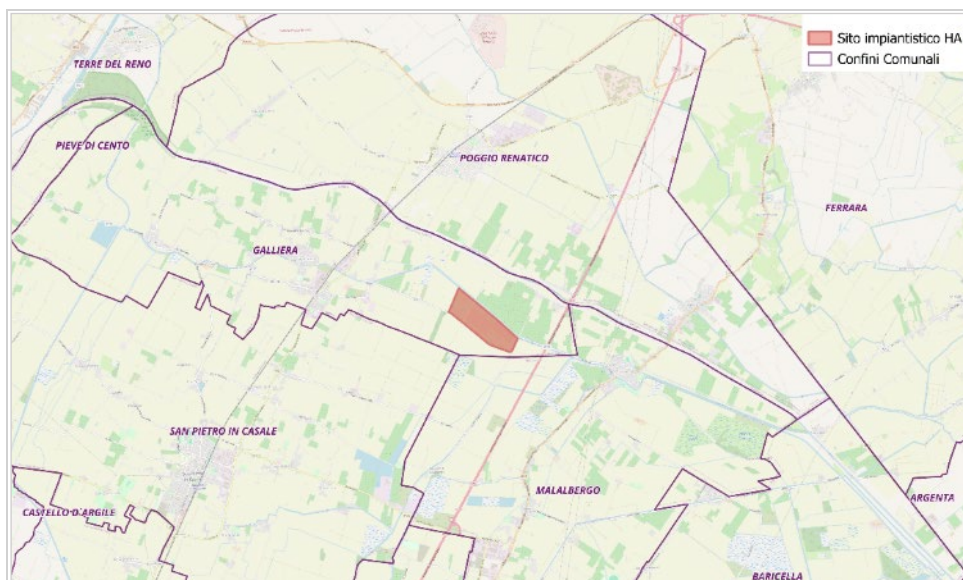 Sito impiantistico HA
Confini Comunali
TERRE DEL RENO
PIEVE DI CENTO
POGGIO RENATICO
FERRARA
GALLIERA
SAN PIETRO IN CASALE
MALALBERGO
CASTELLO D'ARGILE
ARGENTA
BARICELLA